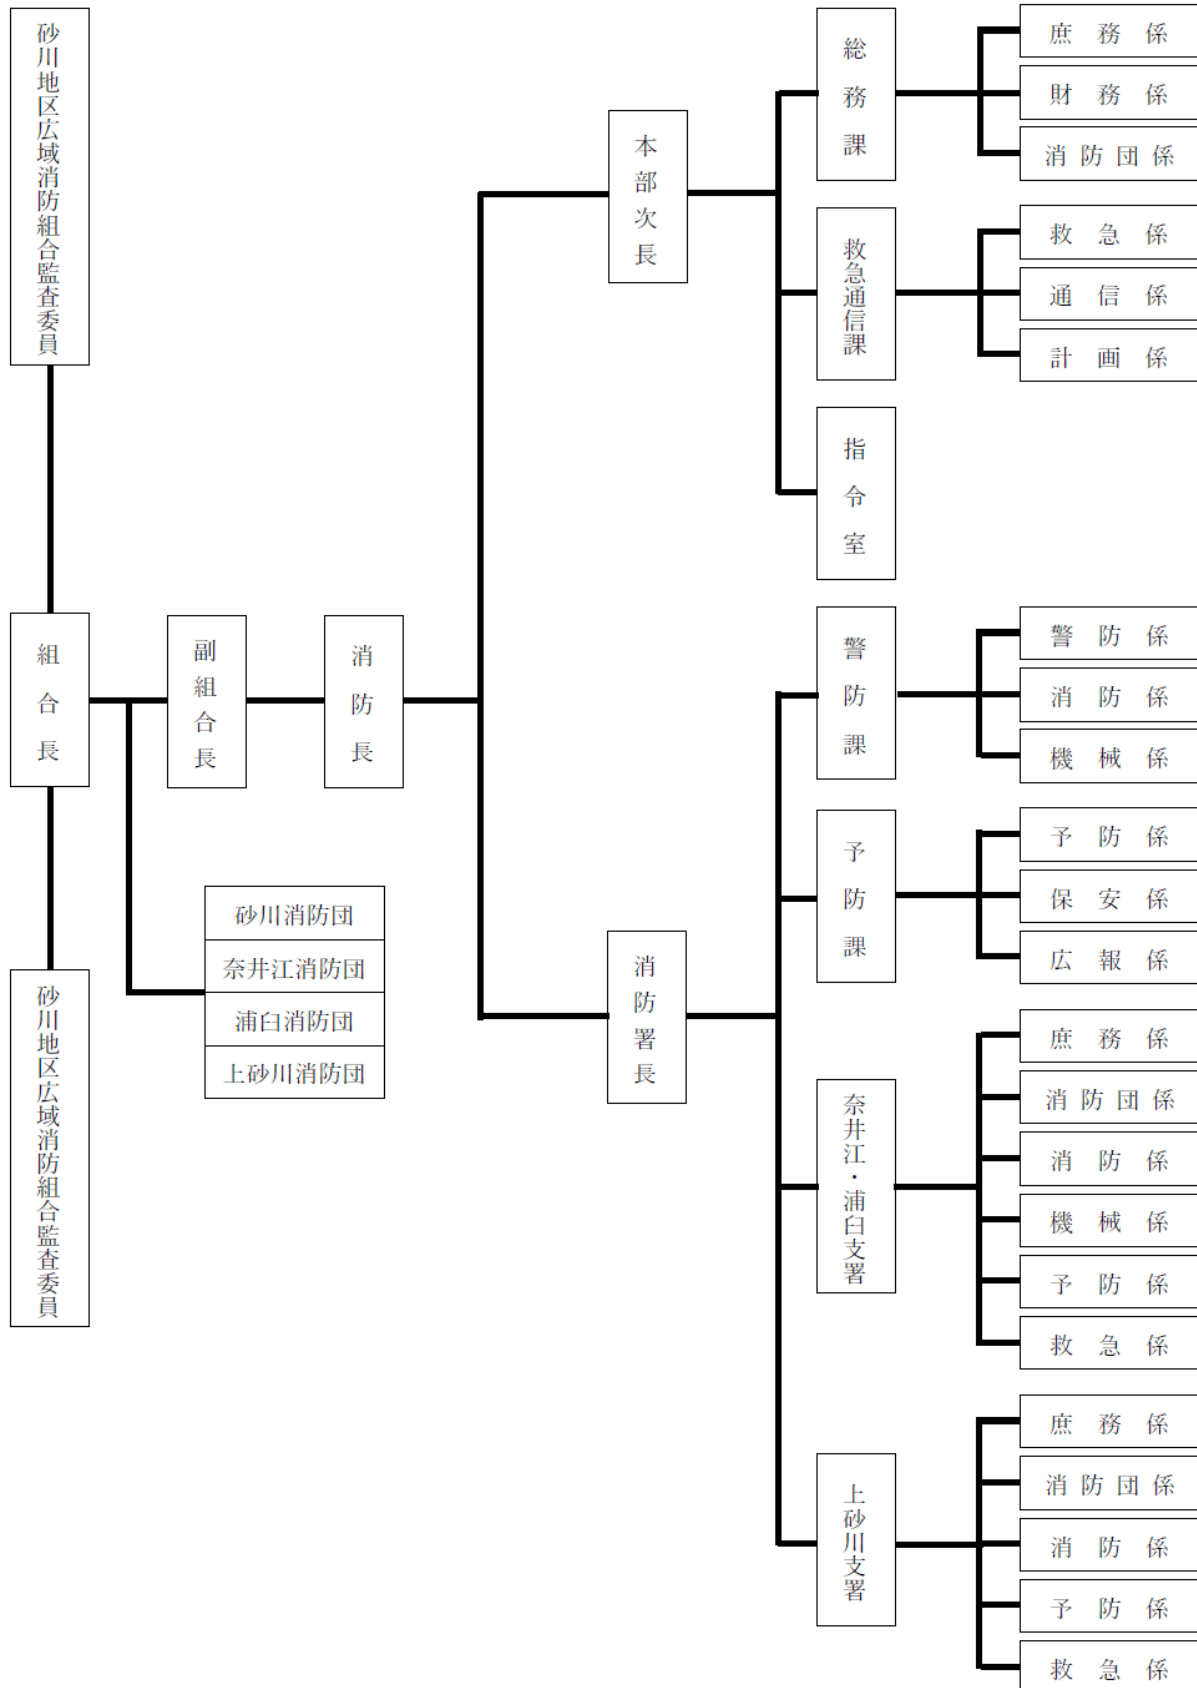 砂川地区広域消防組合監査委員
組合長
砂川地区広域消防組合監査委員
副組合長
消防長
砂川消防団
奈井江消防団
浦臼消防団
上砂川消防団
本部次長
総務課
庶務係
財務係
消防団係
救急通信課
救急係
通信係
計画係
指令室
消防署長
警防課
警防係
消防係
機械係
予防課
予防係
保安係
広報係
奈井江・浦臼支署
庶務係
消防団係
消防係
機械係
予防係
救急係
上砂川支署
庶務係
消防団係
消防係
予防係
救急係